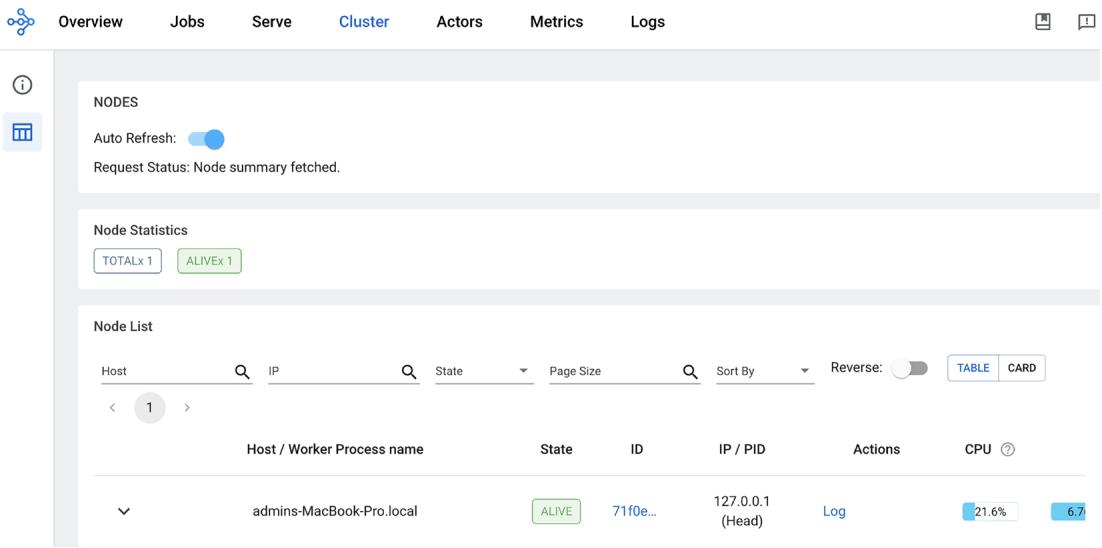 Overview Jobs Serve Cluster Actors Metrics Logs
NODES
Auto Refresh:
Request Status: Node summary fetched.
Node Statistics
TOTALx 1 ALIVEx 1
Node List
Host IP State Page Size Sort By Reverse: TABLE CARD
1
Host / Worker Process name State ID IP / PID Actions CPU
admins-MacBook-Pro.local ALIVE 71f0e... 127.0.0.1 (Head) Log 21.6%